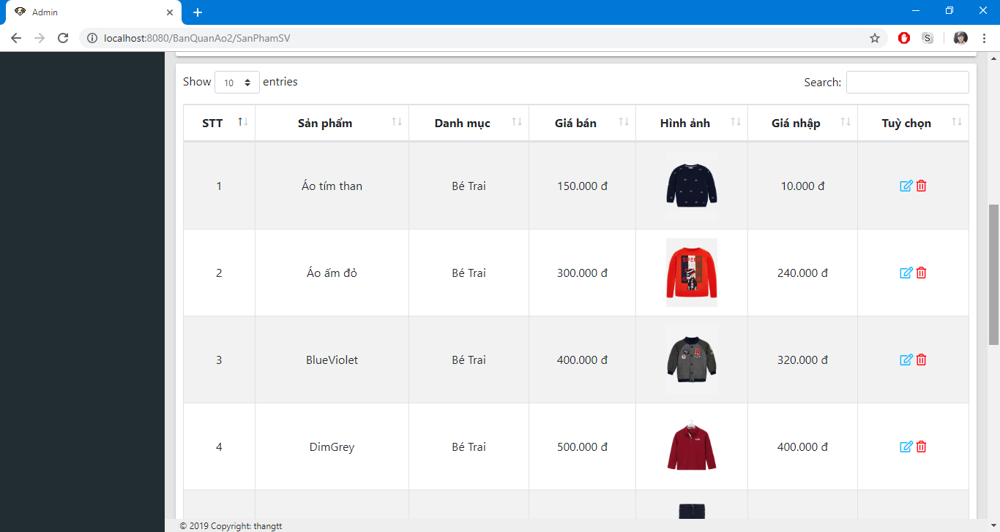 Admin
localhost:8080/BanQuanAo2/SanPhamSV
S
Show 10 entries
Search:
STT Sản phẩm Danh mục Giá bán Hình ảnh Giá nhập Tuỳ chọn
1 Áo tím than Bé Trai 150.000 đ 10.000 đ
2 Áo ấm đỏ Bé Trai 300.000 đ 240.000 đ
SPEED
3 BlueViolet Bé Trai 400.000 đ 320.000 đ
R
4 DimGrey Bé Trai 500.000 đ 400.000 đ
© 2019 Copyright: thangtt